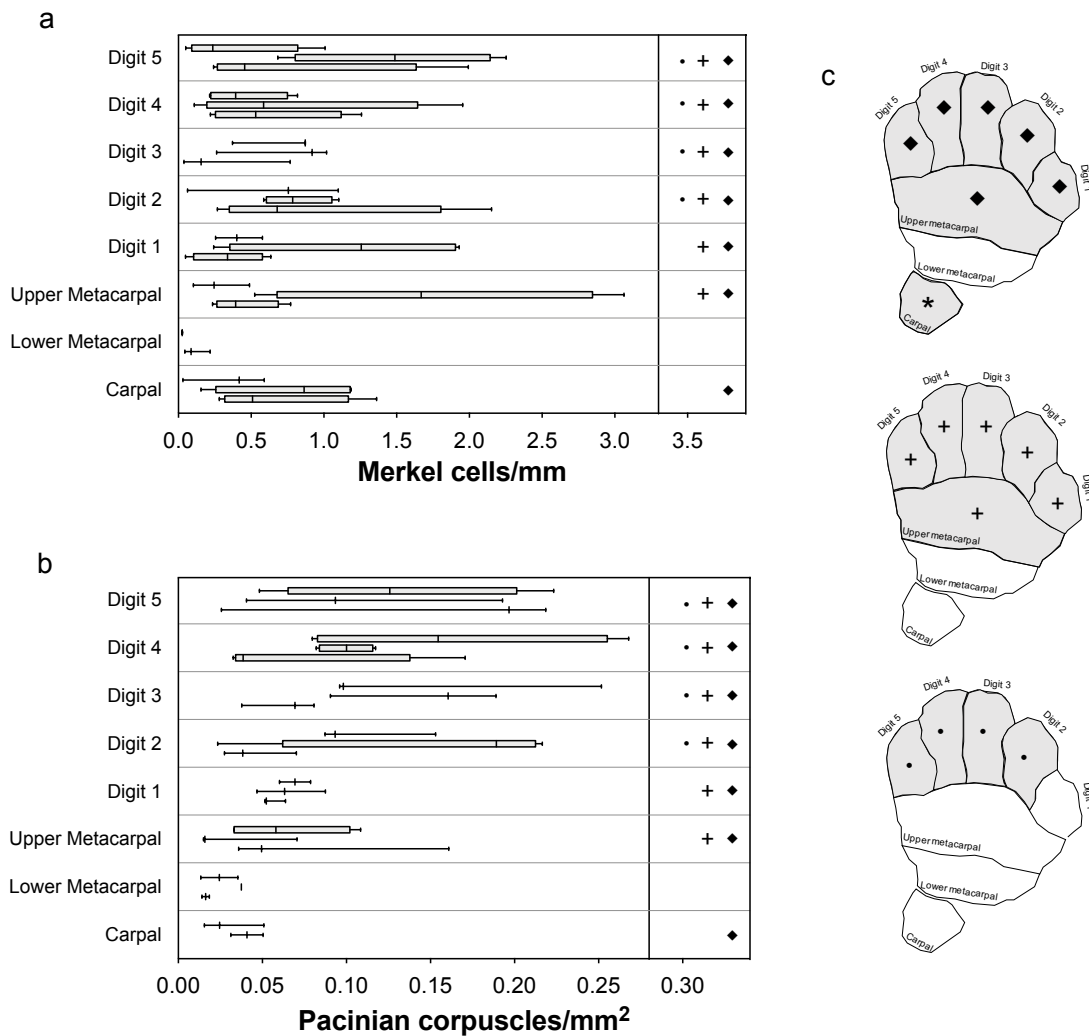 a
Digit 5
Digit 4
Digit 3
Digit 2
Digit 1
Upper Metacarpal
Lower Metacarpal
Carpal
0.0 0.5 1.0 1.5 2.0 2.5 3.0 3.5
Merkel cells/mm
b
Digit 5
Digit 4
Digit 3
Digit 2
Digit 1
Upper Metacarpal
Lower Metacarpal
Carpal
0.00 0.05 0.10 0.15 0.20 0.25 0.30
Pacinian corpuscles/mm²
c
Digit 5
Digit 4
Digit 3
Digit 2
Digit
Upper metacarpal
Lower metacarpal
*
Carpal
Digit 5
Digit 4
Digit 3
Digit 2
Digit
Upper metacarpal
Lower metacarpal
Carpal
Digit 5
Digit 4
Digit 3
Digit 2
Digit
Upper metacarpal
Lower metacarpal
Carpal